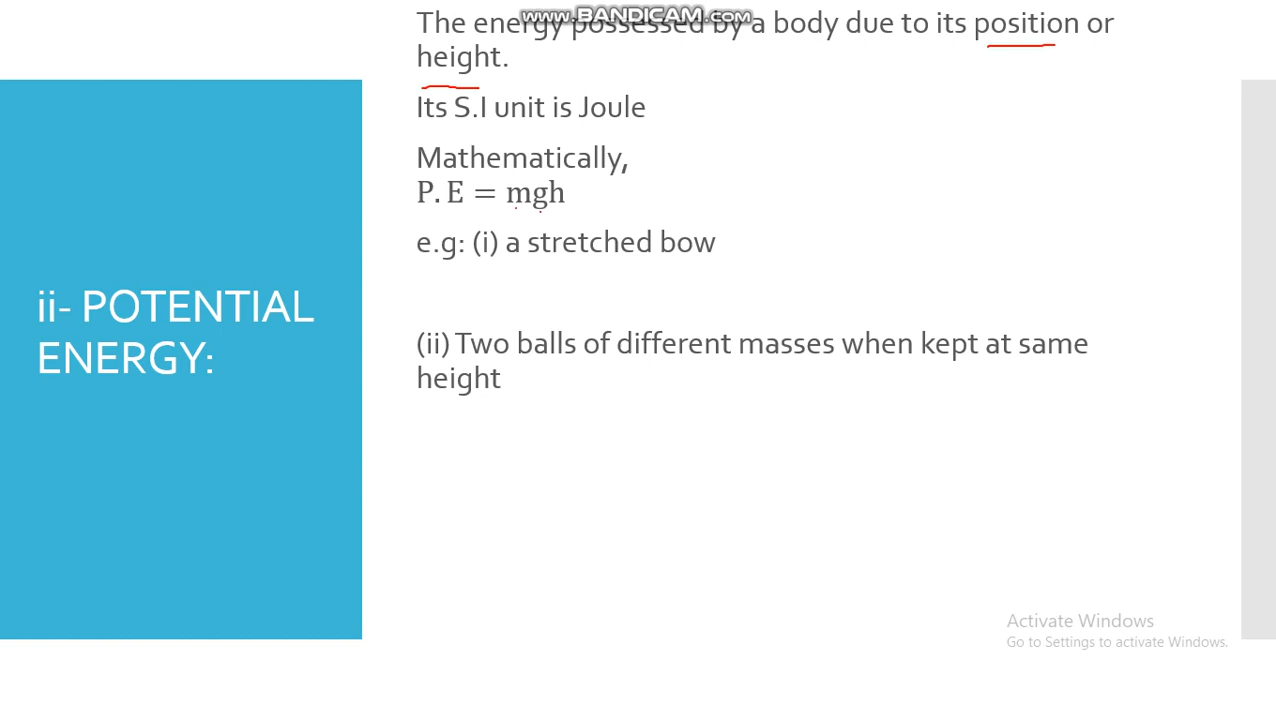 www.BANDICAM.com
The energy possessed by a body due to its position or
height.
Its S.I unit is Joule
Mathematically,
P. E = mgh
e.g: (i) a stretched bow
ii- POTENTIAL
ENERGY:
(ii) Two balls of different masses when kept at same
height
Activate Windows
Go to Settings to activate Windows.